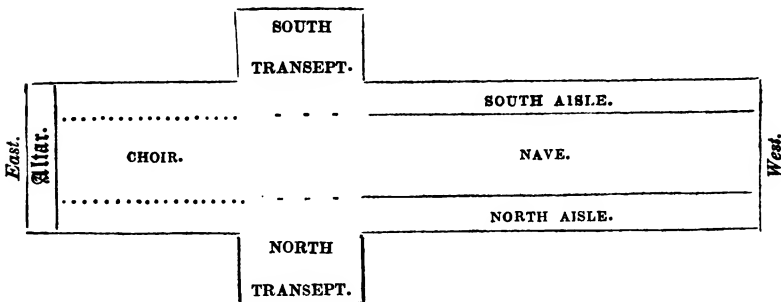 SOUTH
TRANSEPT.
SOUTH AISLE.
East.
Altar.
CHOIR.
NAVE.
West.
NORTH AISLE.
NORTH
TRANSEPT.